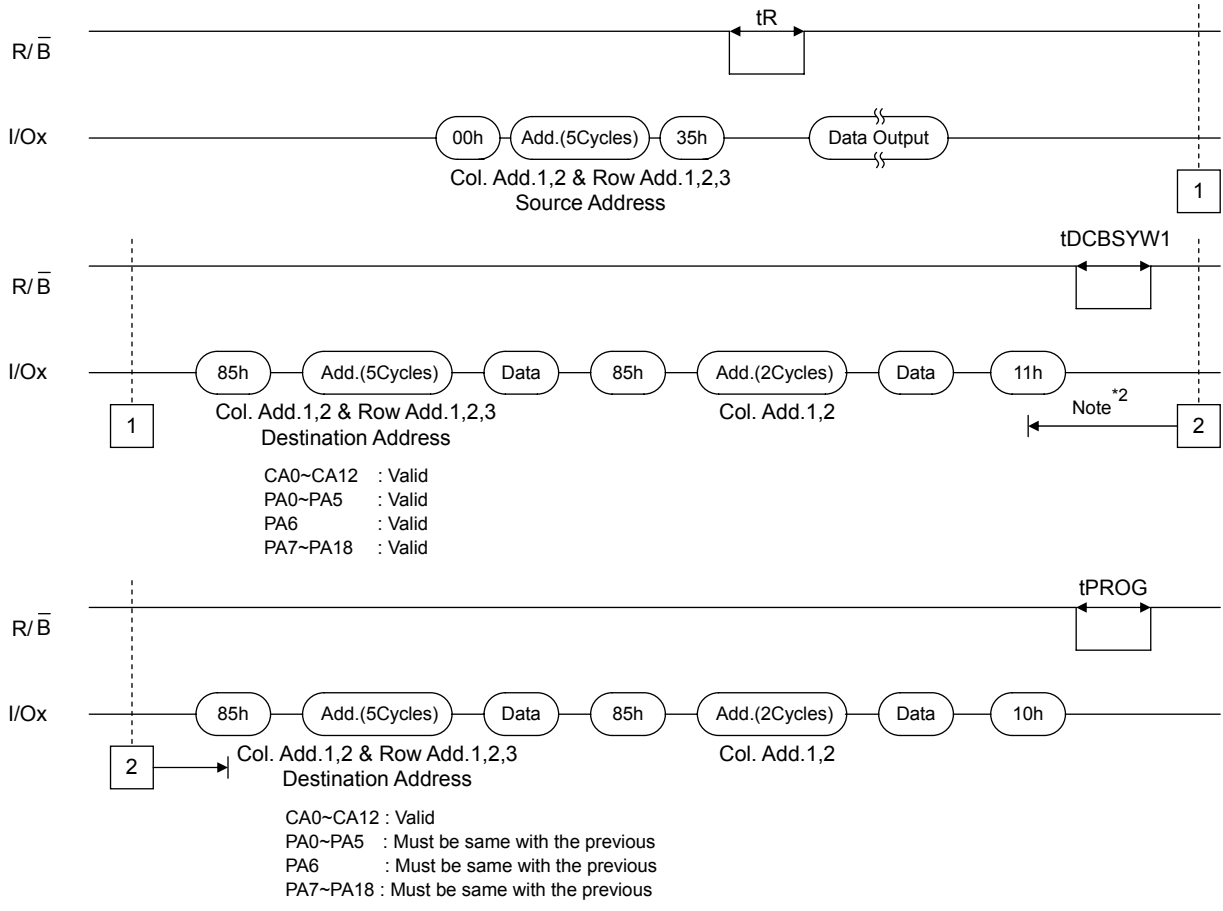 tR
R/B̅
I/Ox
00h Add.(5Cycles) 35h Data Output
Col. Add.1,2 & Row Add.1,2,3
Source Address
1
tDCBSYW1
R/B̅
I/Ox
85h Add.(5Cycles) Data 85h Add.(2Cycles) Data 11h
Col. Add.1,2 & Row Add.1,2,3
Destination Address
Col. Add.1,2
Note*2
1
2
CA0~CA12 : Valid
PA0~PA5 : Valid
PA6 : Valid
PA7~PA18 : Valid
tPROG
R/B̅
I/Ox
85h Add.(5Cycles) Data 85h Add.(2Cycles) Data 10h
2
Col. Add.1,2 & Row Add.1,2,3
Destination Address
Col. Add.1,2
CA0~CA12 : Valid
PA0~PA5 : Must be same with the previous
PA6 : Must be same with the previous
PA7~PA18 : Must be same with the previous